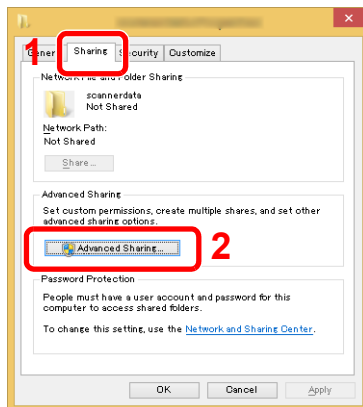 1
General Sharing Security Customize
Network File and Folder Sharing
scannerdata
Not Shared
Network Path:
Not Shared
Share...
Advanced Sharing
Set custom permissions, create multiple shares, and set other
advanced sharing options.
Advanced Sharing...
2
Password Protection
People must have a user account and password for this
computer to access shared folders.
To change this setting, use the Network and Sharing Center.
OK Cancel Apply